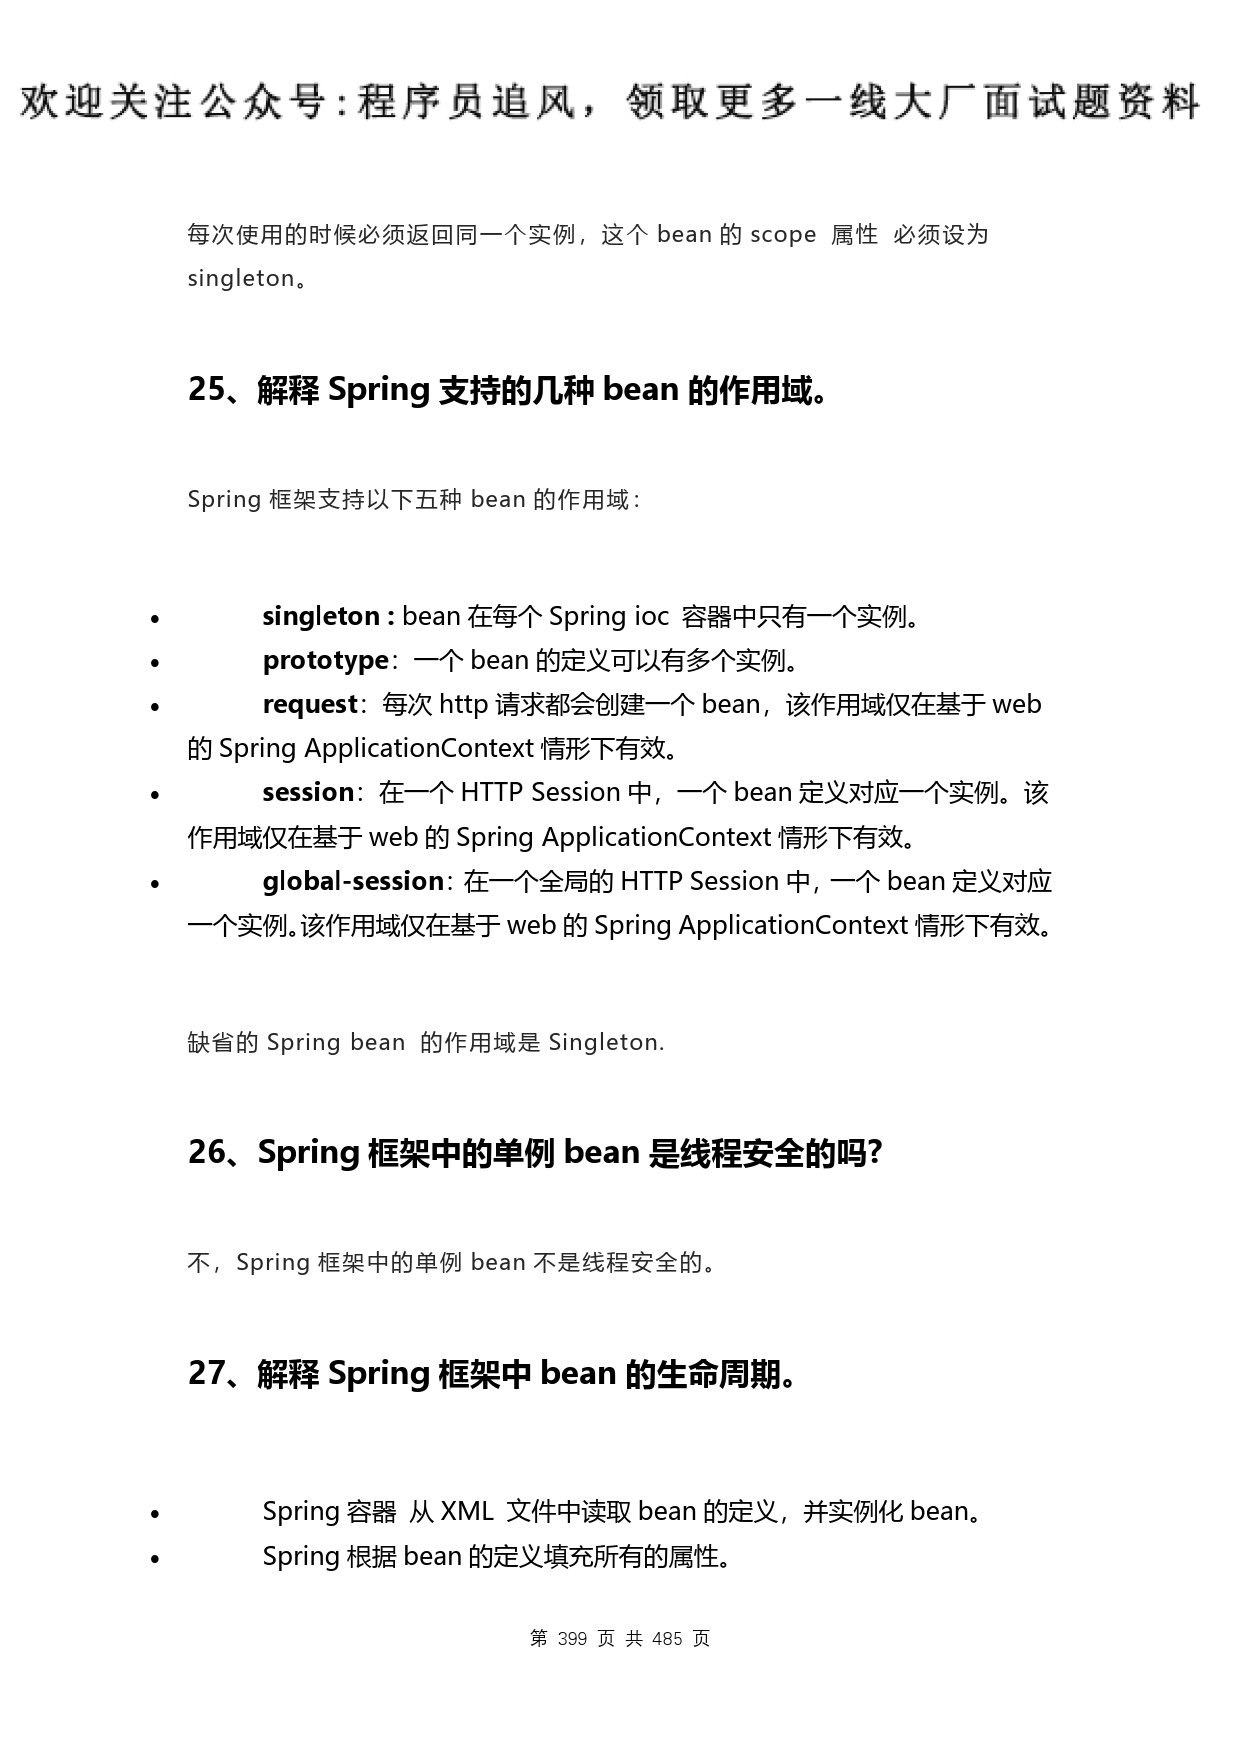 欢迎关注公众号:程序员追风，领取更多一线大厂面试题资料
每次使用的时候必须返回同一个实例，这个 bean 的 scope 属性 必须设为
singleton。
25、解释 Spring 支持的几种 bean 的作用域。
Spring 框架支持以下五种 bean 的作用域：
• singleton : bean 在每个 Spring ioc 容器中只有一个实例。
• prototype：一个 bean 的定义可以有多个实例。
• request：每次 http 请求都会创建一个 bean，该作用域仅在基于 web
的 Spring ApplicationContext 情形下有效。
• session：在一个 HTTP Session 中，一个 bean 定义对应一个实例。该
作用域仅在基于 web 的 Spring ApplicationContext 情形下有效。
• global-session：在一个全局的 HTTP Session 中，一个 bean 定义对应
一个实例。该作用域仅在基于 web 的 Spring ApplicationContext 情形下有效。
缺省的 Spring bean 的作用域是 Singleton.
26、Spring 框架中的单例 bean 是线程安全的吗?
不，Spring 框架中的单例 bean 不是线程安全的。
27、解释 Spring 框架中 bean 的生命周期。
• Spring 容器 从 XML 文件中读取 bean 的定义，并实例化 bean。
• Spring 根据 bean 的定义填充所有的属性。
第 399 页 共 485 页